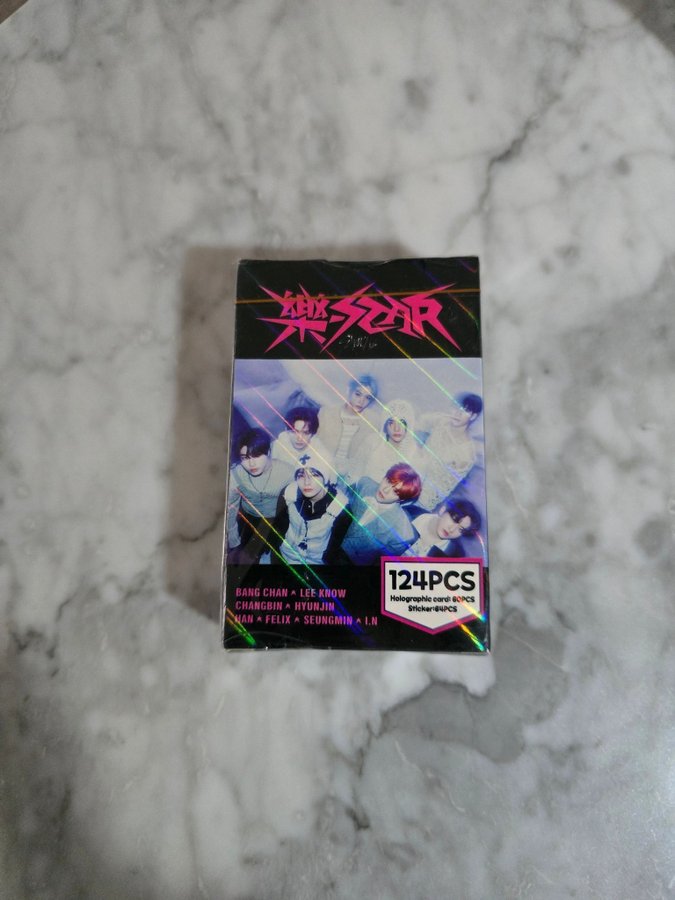 樂-STAR
BANG CHAN ★ LEE KNOW
CHANGBIN ★ HYUNJIN
HAN ★ FELIX ★ SEUNGMIN ★ I.N
124PCS
Holographic card: 60PCS
Sticker:64PCS